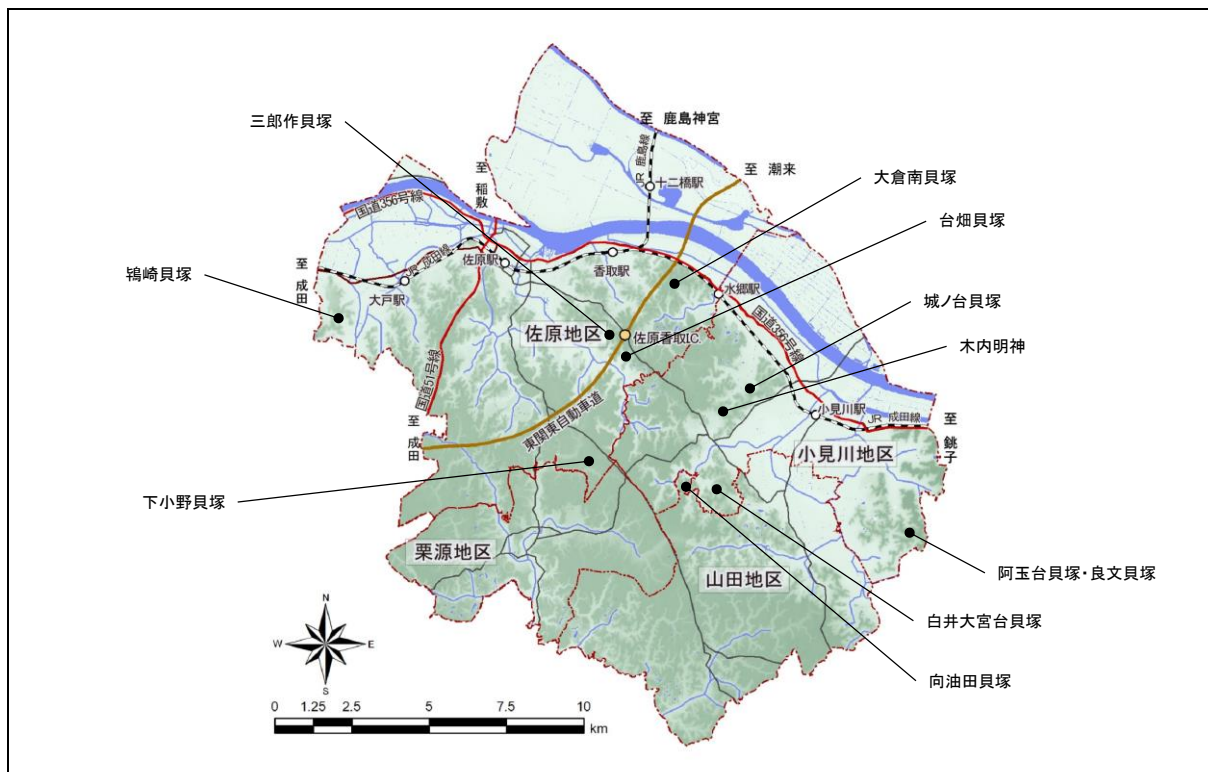 三郎作貝塚
至 鹿島神宮
JR 鹿島線
至 潮来
十二橋駅
大倉南貝塚
至 稲敷
国道356号線
台畑貝塚
JR 成田線
佐原駅
香取駅
鴇崎貝塚
至 成田
大戸駅
水郷駅
城ノ台貝塚
佐原地区
佐原香取IC.
国道356号線
木内明神
国道51号線
小見川駅
JR 成田線
至 銚子
至 成田
東関東自動車道
小見川地区
下小野貝塚
栗源地区
山田地区
阿玉台貝塚・良文貝塚
白井大宮台貝塚
向油田貝塚
N
W
E
S
0 1.25 2.5 5 7.5 10
km